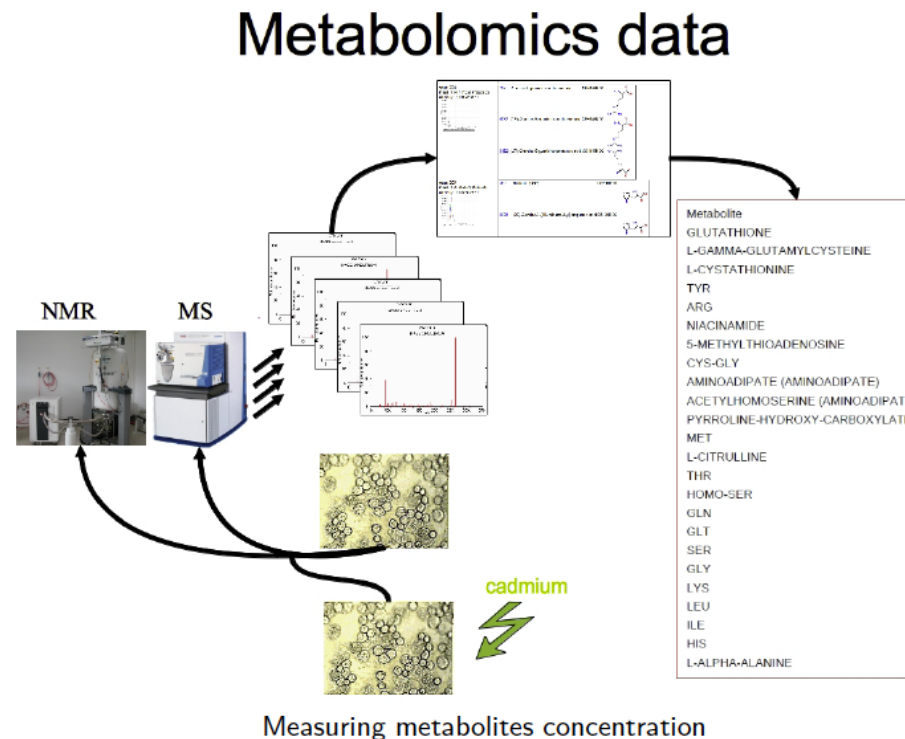 Metabolomics data
NMR
MS
cadmium
Metabolite
GLUTATHIONE
L-GAMMA-GLUTAMYLCYSTEINE
L-CYSTATHIONINE
TYR
ARG
NIACINAMIDE
5-METHYLTHIOADENOSINE
CYS-GLY
AMINOADIPATE (AMINOADIPATE)
ACETYLHOMOSERINE (AMINOADIPAT
PYRROLINE-HYDROXY-CARBOXYLAT
MET
L-CITRULLINE
THR
HOMO-SER
GLN
GLT
SER
GLY
LYS
LEU
ILE
HIS
L-ALPHA-ALANINE
Measuring metabolites concentration